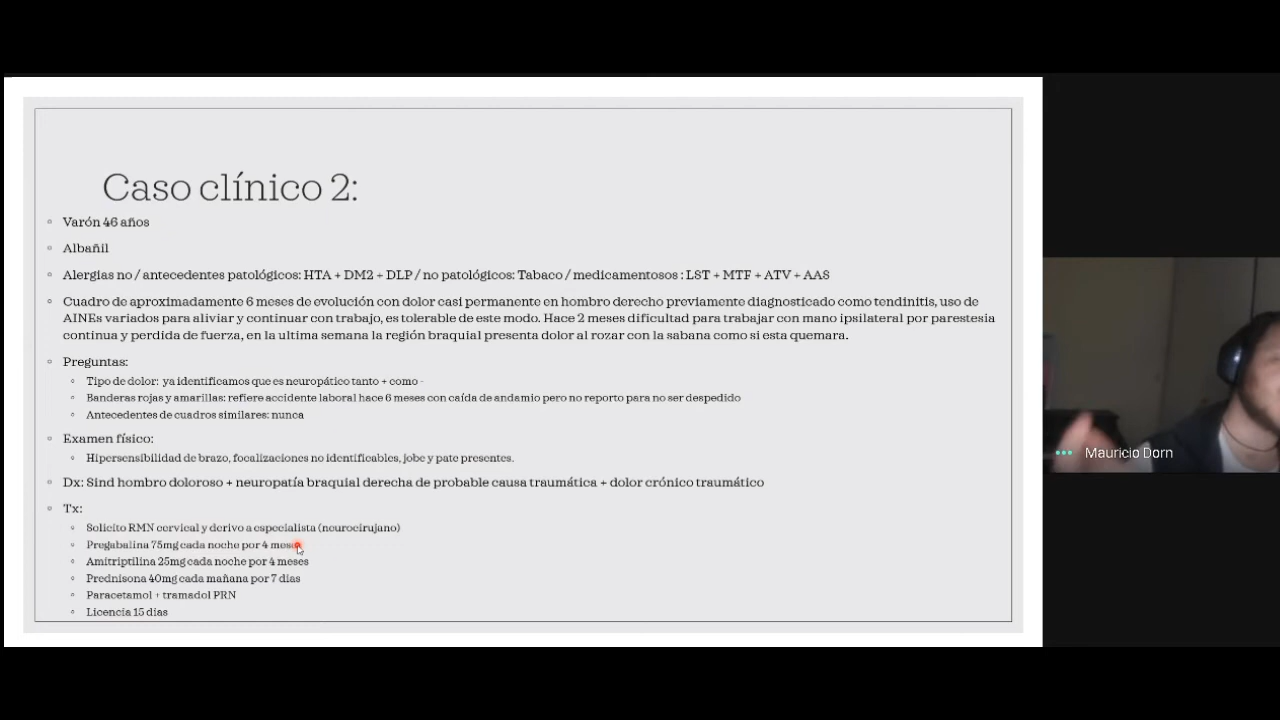 Caso clínico 2:
Varón 46 años
Albañil
Alergias no / antecedentes patológicos: HTA + DM2 + DLP / no patológicos: Tabaco / medicamentosos : LST + MTF + ATV + AAS
Cuadro de aproximadamente 6 meses de evolución con dolor casi permanente en hombro derecho previamente diagnosticado como tendinitis, uso de
AINEs variados para aliviar y continuar con trabajo, es tolerable de este modo. Hace 2 meses dificultad para trabajar con mano ipsilateral por parestesia
continua y perdida de fuerza, en la ultima semana la región braquial presenta dolor al rozar con la sabana como si esta quemara.
Preguntas:
Tipo de dolor: ya identificamos que es neuropático tanto + como -
Banderas rojas y amarillas: refiere accidente laboral hace 6 meses con caída de andamio pero no reporto para no ser despedido
Antecedentes de cuadros similares: nunca
Examen físico:
Hipersensibilidad de brazo, focalizaciones no identificables, jobe y pate presentes.
Dx: Sind hombro doloroso + neuropatía braquial derecha de probable causa traumática + dolor crónico traumático
Tx:
Solicito RMN cervical y derivo a especialista (neurocirujano)
Pregabalina 75mg cada noche por 4 meses
Amitriptilina 25mg cada noche por 4 meses
Prednisona 40mg cada mañana por 7 dias
Paracetamol + tramadol PRN
Licencia 15 dias
Mauricio Dorn